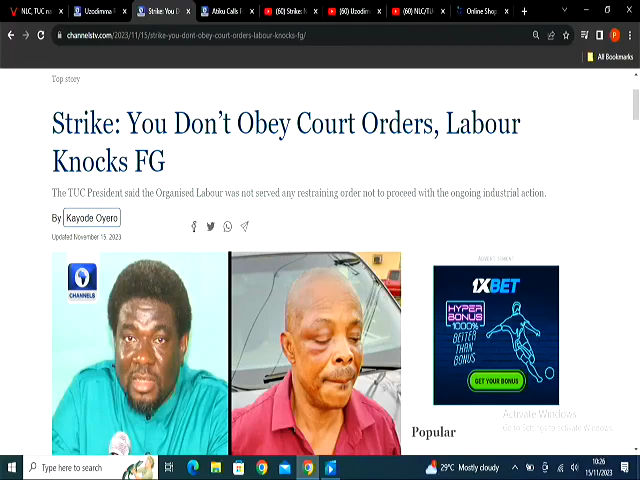 NLC, TUC na
Uzodimma F
Strike: You D
Atiku Calls F
(60) Strike: N
(60) Uzodim
(60) NLC/TU
Online Shop
channelstv.com/2023/11/15/strike-you-dont-obey-court-orders-labour-knocks-fg/
P
All Bookmarks
Top story
Strike: You Don't Obey Court Orders, Labour
Knocks FG
The TUC President said the Organised Labour was not served any restraining order not to proceed with the ongoing industrial action.
By Kayode Oyero
Updated November 15, 2023
ADVERTISEMENT
CHANNELS
1XBET
HYPER
BONUS
1000%
BETTER
THAN
BONUS
GET YOUR BONUS
Activate Windows
Go to Settings to activate Windows.
Popular
Type here to search
29°C Mostly cloudy
10:26
15/11/2023